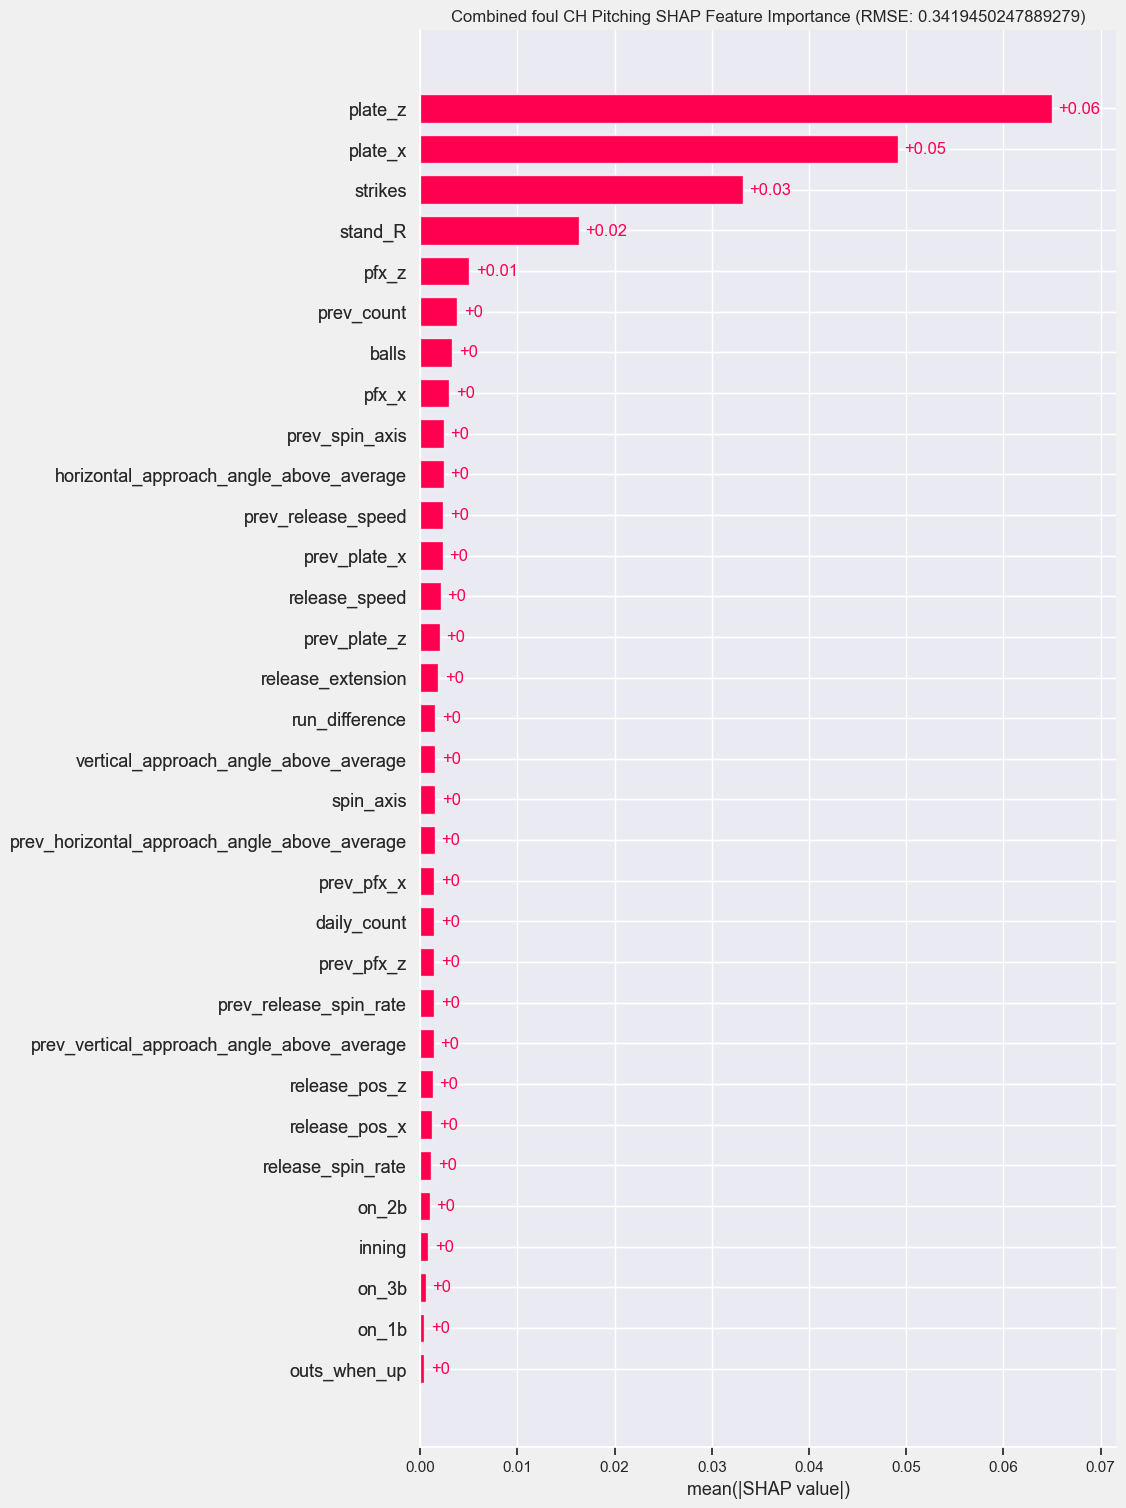 Combined foul CH Pitching SHAP Feature Importance (RMSE: 0.3419450247889279)
plate_z +0.06
plate_x +0.05
strikes +0.03
stand_R +0.02
pfx_z +0.01
prev_count +0
balls +0
pfx_x +0
prev_spin_axis +0
horizontal_approach_angle_above_average +0
prev_release_speed +0
prev_plate_x +0
release_speed +0
prev_plate_z +0
release_extension +0
run_difference +0
vertical_approach_angle_above_average +0
spin_axis +0
prev_horizontal_approach_angle_above_average +0
prev_pfx_x +0
daily_count +0
prev_pfx_z +0
prev_release_spin_rate +0
prev_vertical_approach_angle_above_average +0
release_pos_z +0
release_pos_x +0
release_spin_rate +0
on_2b +0
inning +0
on_3b +0
on_1b +0
outs_when_up +0
0.00 0.01 0.02 0.03 0.04 0.05 0.06 0.07
mean(|SHAP value|)